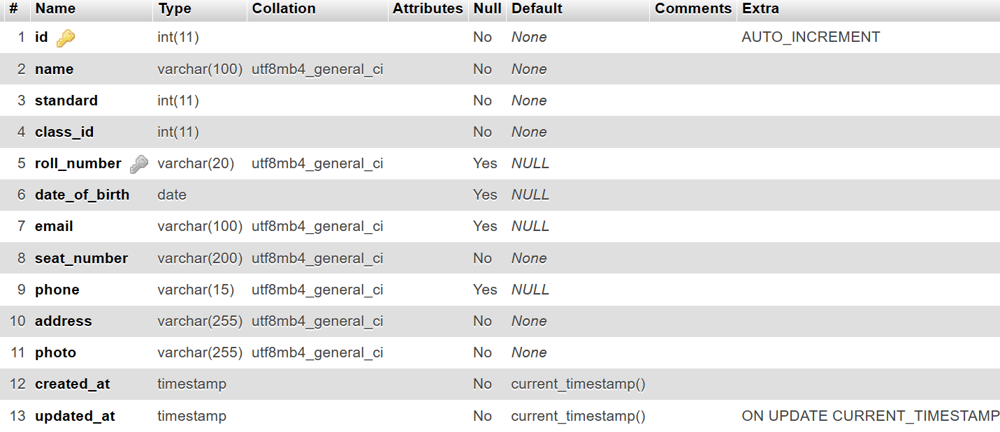 # Name Type Collation Attributes Null Default Comments Extra
1 id int(11) No None AUTO_INCREMENT
2 name varchar(100) utf8mb4_general_ci No None
3 standard int(11) No None
4 class_id int(11) No None
5 roll_number varchar(20) utf8mb4_general_ci Yes NULL
6 date_of_birth date Yes NULL
7 email varchar(100) utf8mb4_general_ci Yes NULL
8 seat_number varchar(200) utf8mb4_general_ci No None
9 phone varchar(15) utf8mb4_general_ci Yes NULL
10 address varchar(255) utf8mb4_general_ci No None
11 photo varchar(255) utf8mb4_general_ci No None
12 created_at timestamp No current_timestamp()
13 updated_at timestamp No current_timestamp() ON UPDATE CURRENT_TIMESTAMP